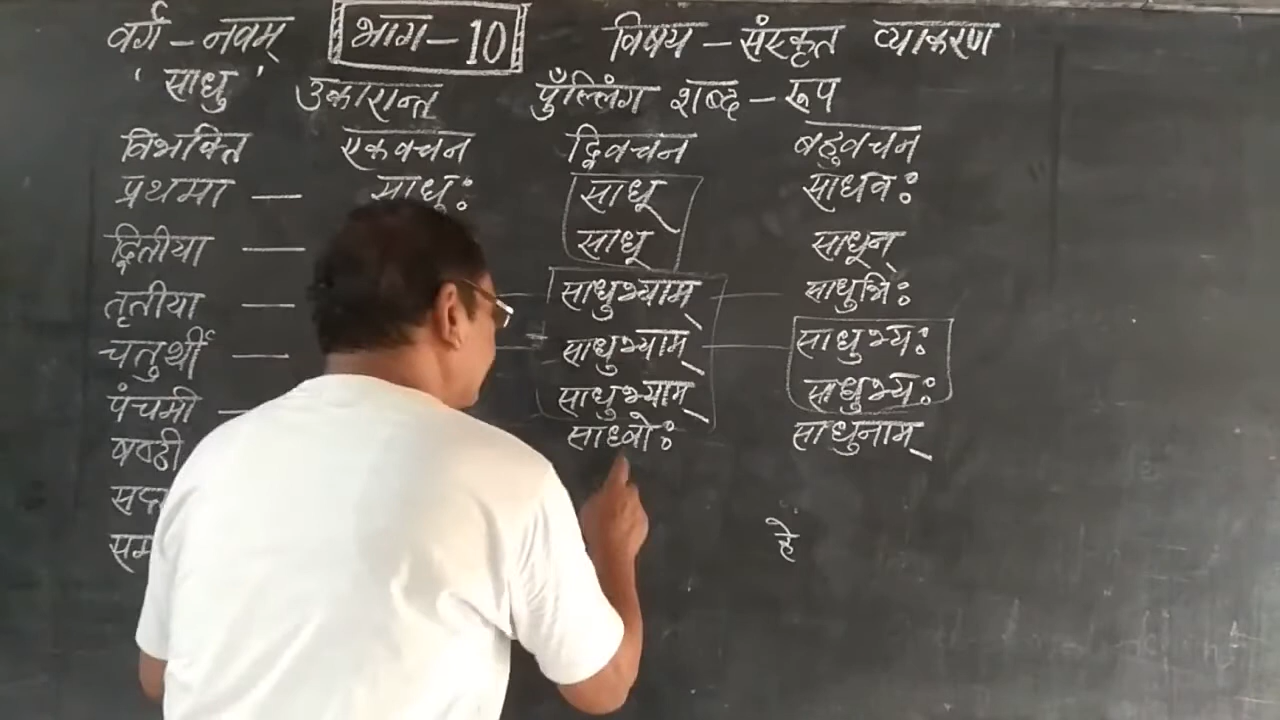 वर्ग - नवम् भाग - 10 विषय - संस्कृत व्याकरण
'साधु' उकारान्त पुँल्लिंग शब्द - रूप
विभक्ति एकवचन द्विवचन बहुवचन
प्रथमा — साधुः साधू साधवः
द्वितीया — साधू साधून्
तृतीया — साधुभ्याम् — साधुभिः
चतुर्थी — साधुभ्याम् — साधुभ्यः
पंचमी — साधुभ्याम् साधुभ्यः
षष्ठी साध्वोः साधुनाम्
हे